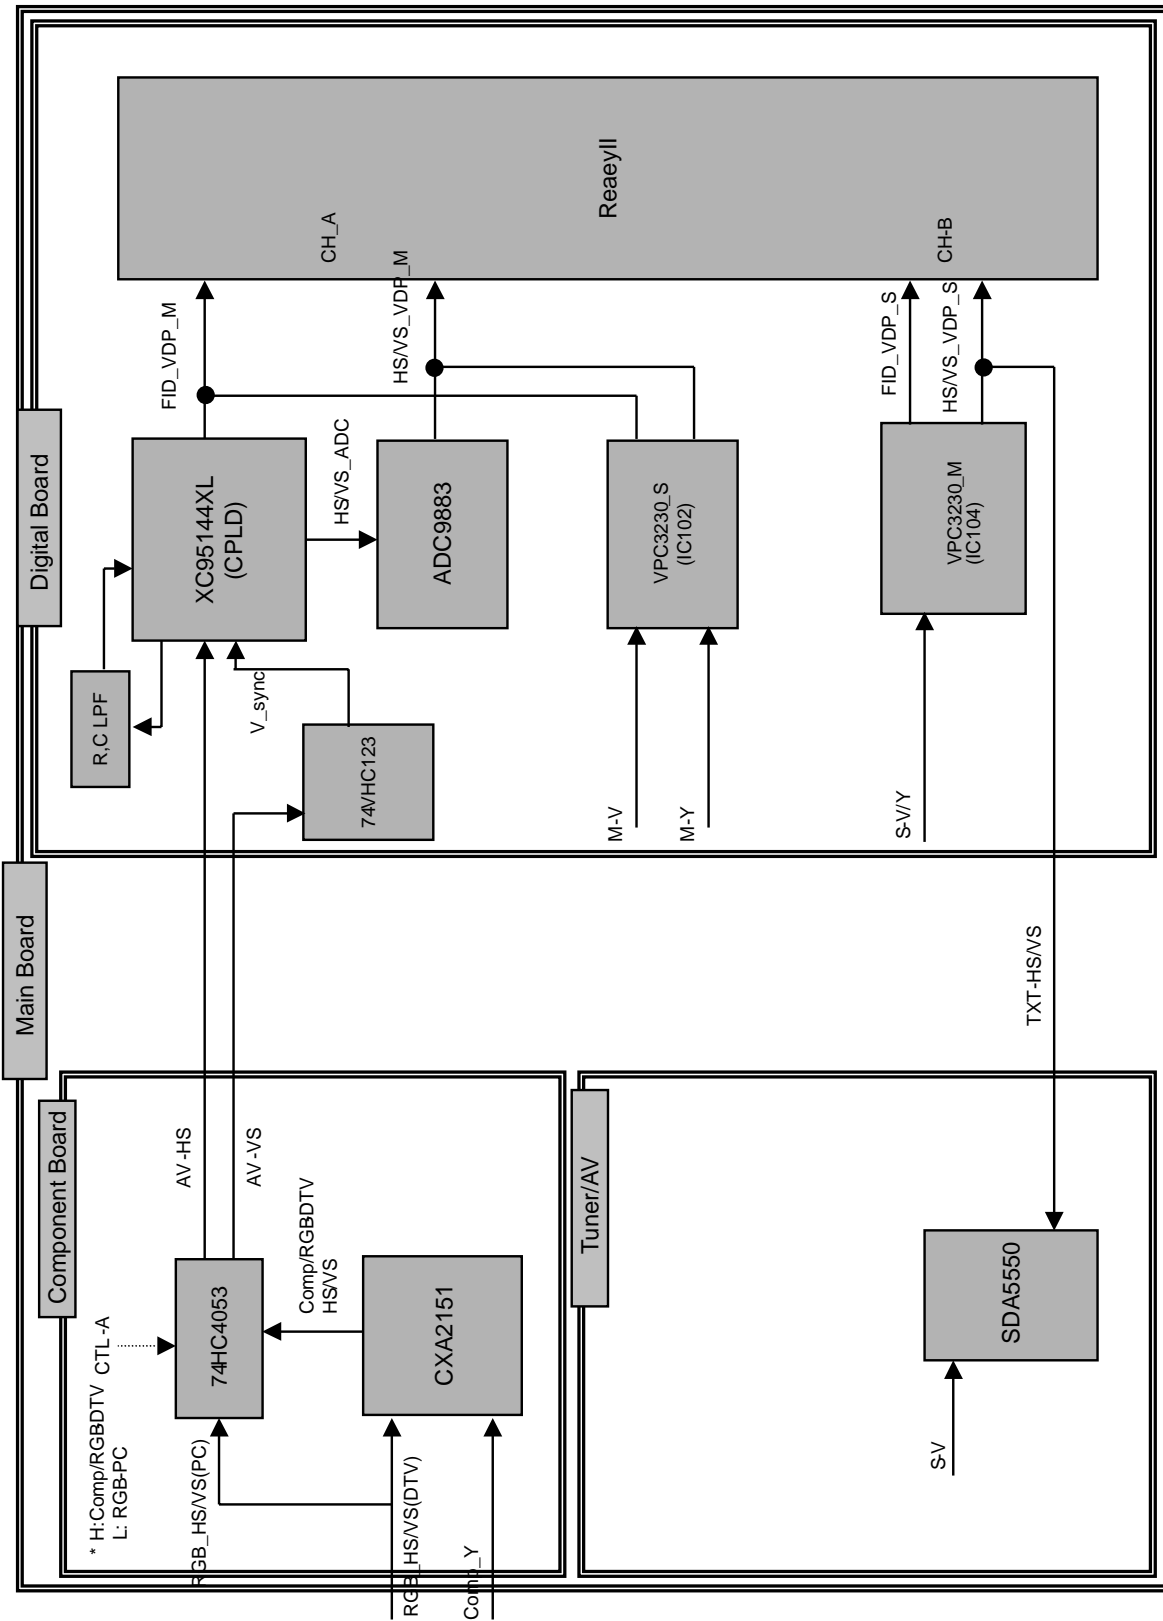 Main Board
Component Board
* H:Comp/RGBDTV
L: RGB-PC
CTL-A
74HC4053
AV-HS
AV-VS
RGB_HS/VS(PC)
Comp/RGBDTV
HS/VS
CXA2151
RGB_HS/VS(DTV)
Comp_Y
Tuner/AV
SDA5550
S-V
TXT-HS/VS
Digital Board
R,C LPF
XC95144XL
(CPLD)
FID_VDP_M
V_sync
74VHC123
HS/VS_ADC
ADC9883
HS/VS_VDP_M
CH_A
ReaeyII
CH-B
M-V
M-Y
VPC3230_S
(IC102)
S-V/Y
VPC3230_M
(IC104)
FID_VDP_S
HS/VS_VDP_S